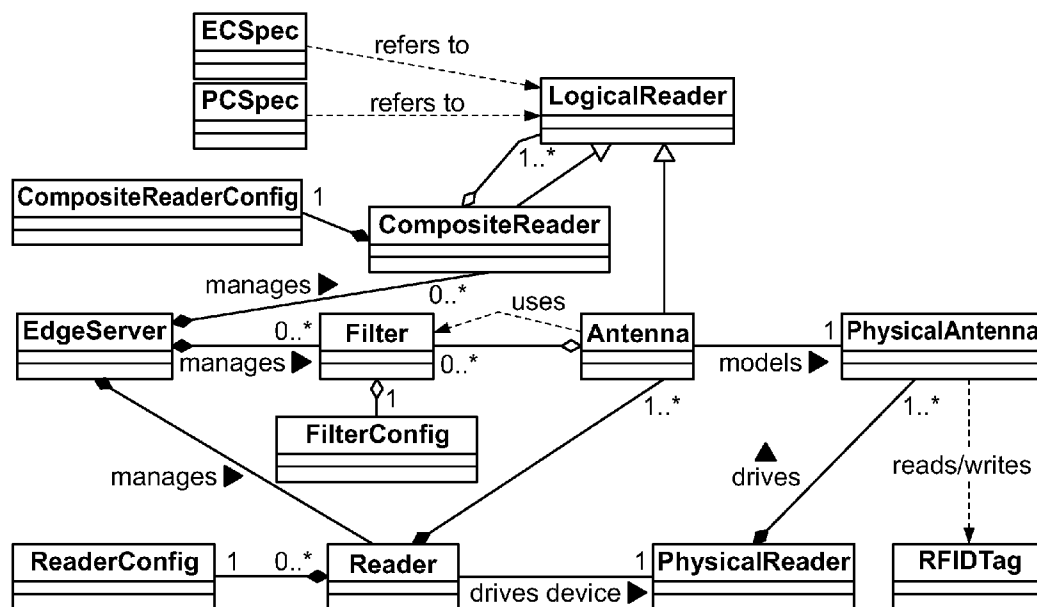 ECSpec
refers to
PCSpec
refers to
LogicalReader
1..*
CompositeReaderConfig
1
CompositeReader
manages
0..*
EdgeServer
0..*
manages
Filter
uses
0..*
Antenna
1
models
PhysicalAntenna
1
FilterConfig
1..*
1..*
manages
drives
reads/writes
ReaderConfig
1
0..*
Reader
1
drives device
PhysicalReader
RFIDTag